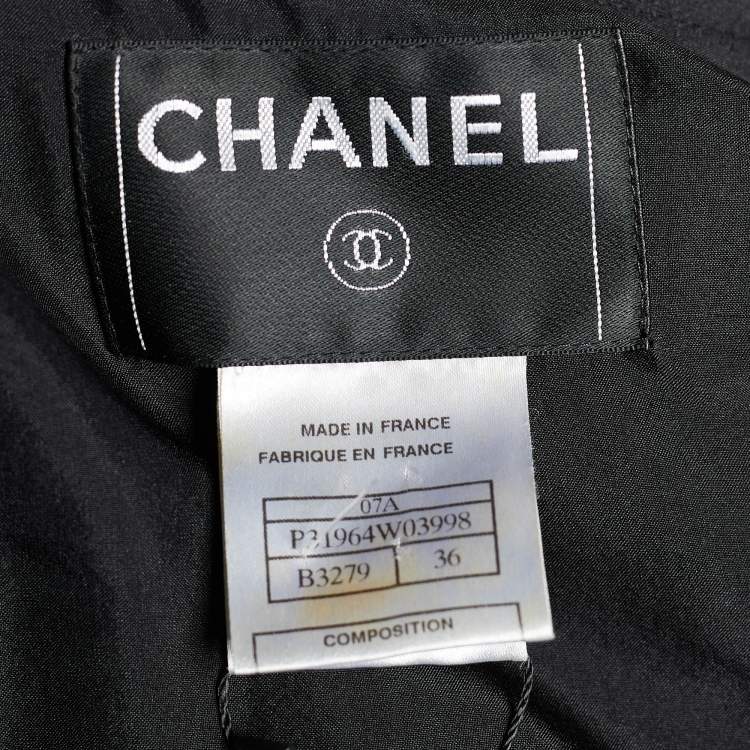 CHANEL
MADE IN FRANCE
FABRIQUE EN FRANCE
07A
P31964W03998
B3279 36
COMPOSITION